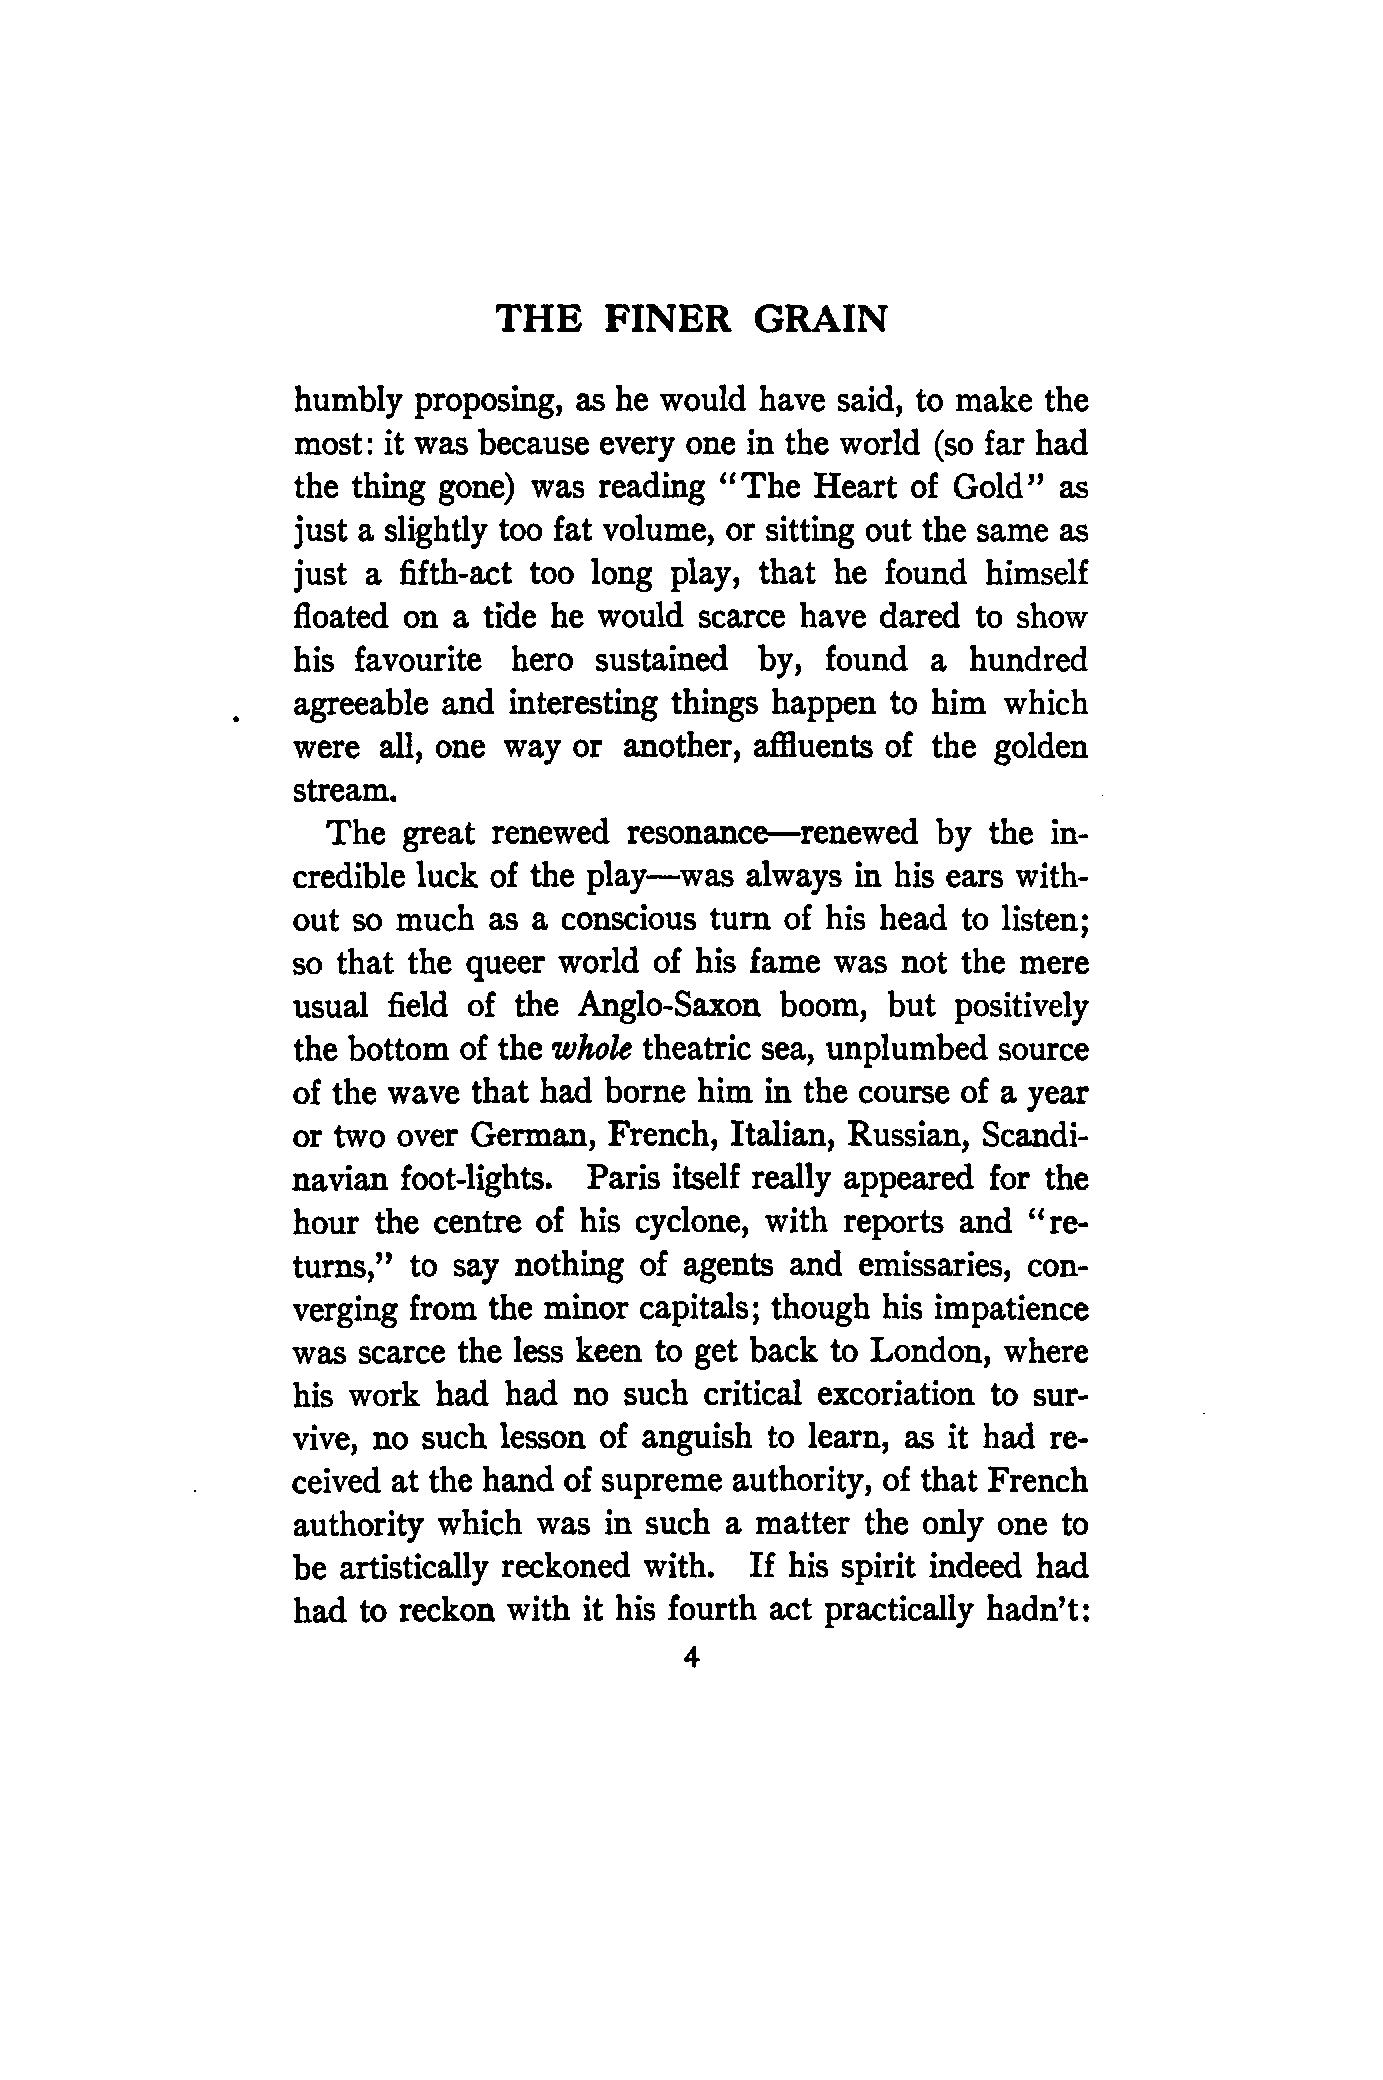 THE FINER GRAIN
humbly proposing, as he would have said, to make the
most: it was because every one in the world (so far had
the thing gone) was reading “The Heart of Gold” as
just a slightly too fat volume, or sitting out the same as
just a fifth-act too long play, that he found himself
floated on a tide he would scarce have dared to show
his favourite hero sustained by, found a hundred
agreeable and interesting things happen to him which
were all, one way or another, affluents of the golden
stream.
The great renewed resonance—renewed by the in-
credible luck of the play—was always in his ears with-
out so much as a conscious turn of his head to listen;
so that the queer world of his fame was not the mere
usual field of the Anglo-Saxon boom, but positively
the bottom of the whole theatric sea, unplumbed source
of the wave that had borne him in the course of a year
or two over German, French, Italian, Russian, Scandi-
navian foot-lights. Paris itself really appeared for the
hour the centre of his cyclone, with reports and “re-
turns,” to say nothing of agents and emissaries, con-
verging from the minor capitals; though his impatience
was scarce the less keen to get back to London, where
his work had had no such critical excoriation to sur-
vive, no such lesson of anguish to learn, as it had re-
ceived at the hand of supreme authority, of that French
authority which was in such a matter the only one to
be artistically reckoned with. If his spirit indeed had
had to reckon with it his fourth act practically hadn’t:
4